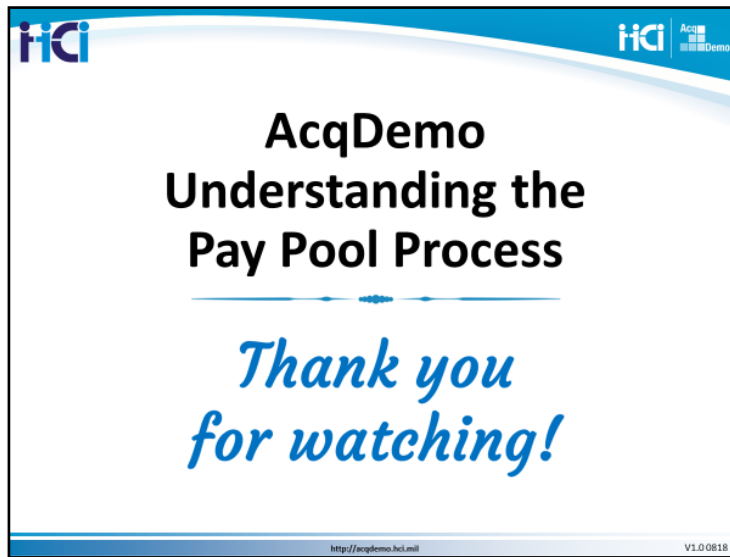 HCi
HCi
Acq
Demo
AcqDemo
Understanding the
Pay Pool Process
Thank you
for watching!
http://acqdemo.hci.mil
V1.0 0818